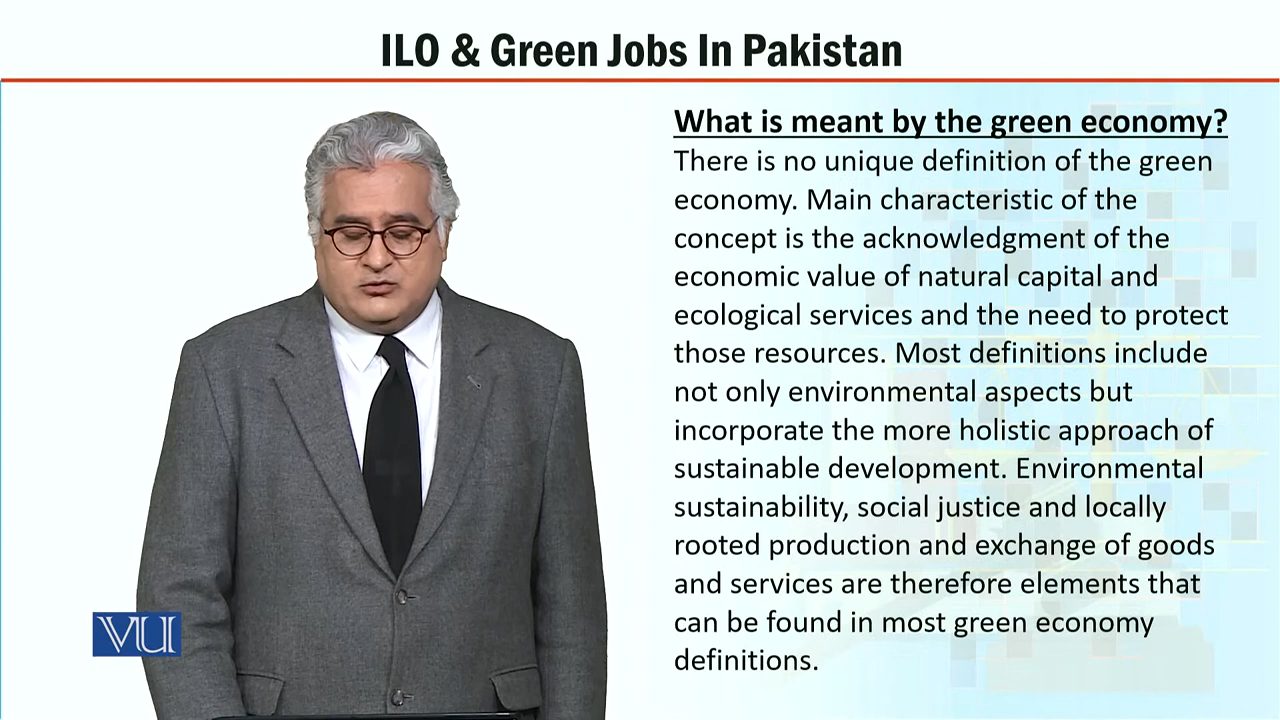 ILO & Green Jobs In Pakistan
What is meant by the green economy?
There is no unique definition of the green
economy. Main characteristic of the
concept is the acknowledgment of the
economic value of natural capital and
ecological services and the need to protect
those resources. Most definitions include
not only environmental aspects but
incorporate the more holistic approach of
sustainable development. Environmental
sustainability, social justice and locally
rooted production and exchange of goods
and services are therefore elements that
can be found in most green economy
definitions.
VU